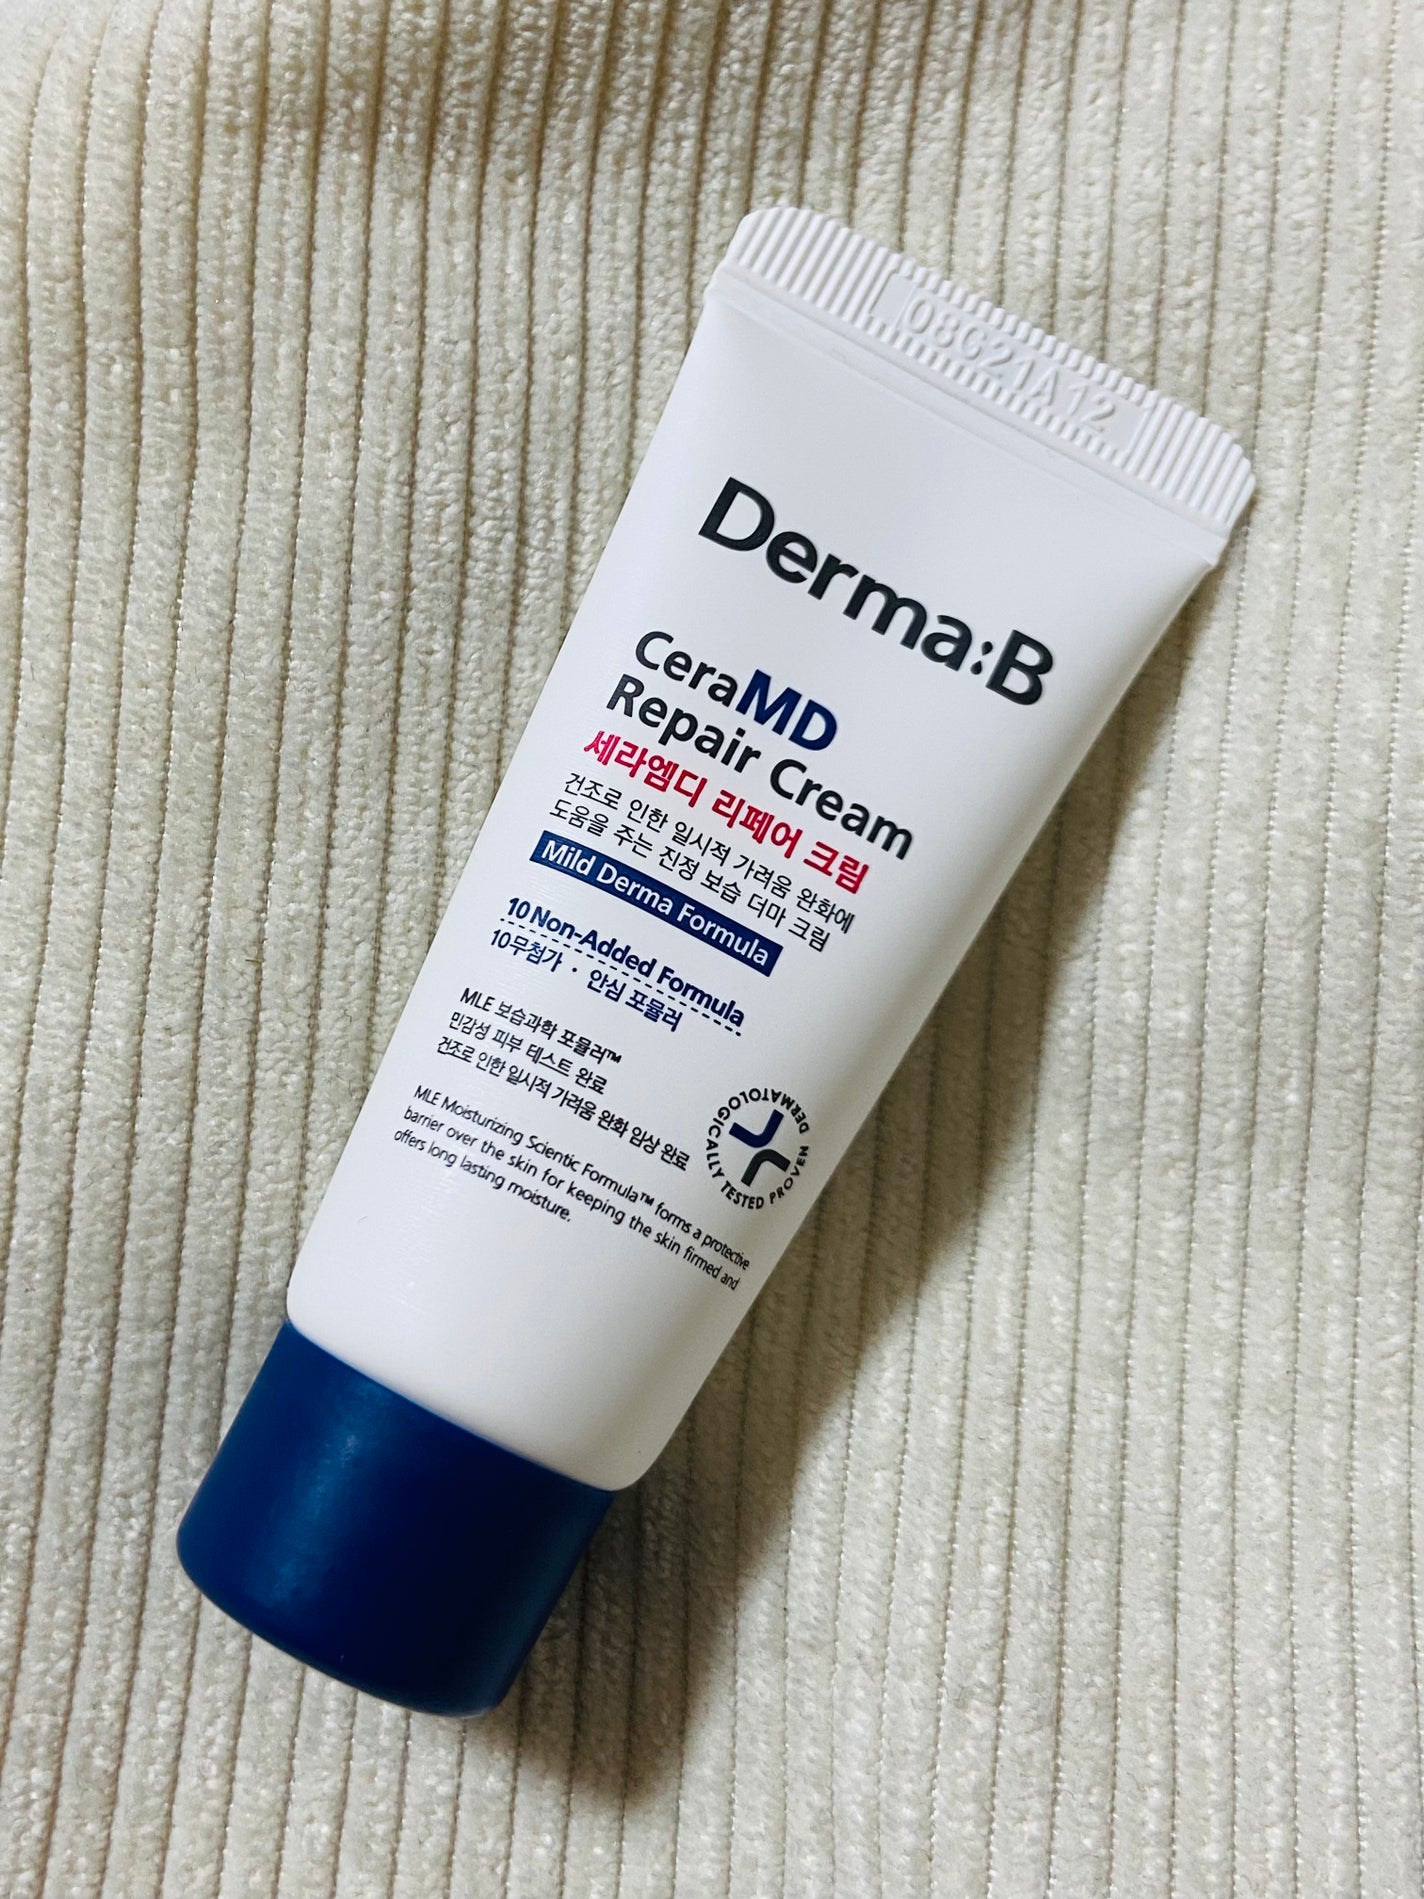 08C21A12
Derma:B
CeraMD
Repair Cream
세라엠디 리페어 크림
건조로 인한 일시적 가려움 완화에
도움을 주는 진정 보습 더마 크림
Mild Derma Formula
10 Non-Added Formula
10무첨가 · 안심 포뮬러
MLE 보습과학 포뮬러™
민감성 피부 테스트 완료
건조로 인한 일시적 가려움 완화 임상 완료
DERMATOLOGICALLY TESTED PROVEN
MLE Moisturizing Scientic Formula™ forms a protective
barrier over the skin for keeping the skin firmed and
offers long lasting moisture.